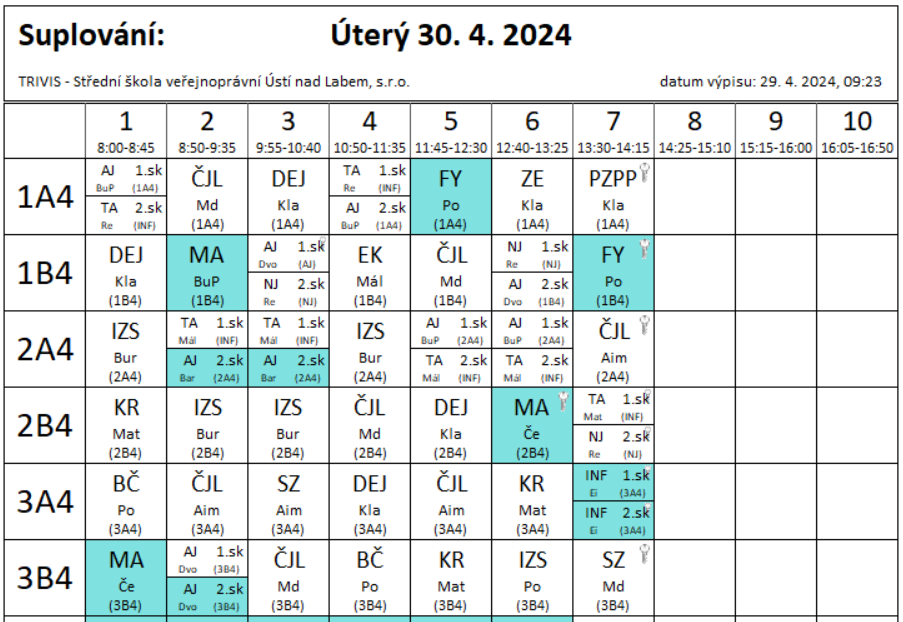 Suplování: Úterý 30. 4. 2024
TRIVIS - Střední škola veřejnoprávní Ústí nad Labem, s.r.o. datum výpisu: 29. 4. 2024, 09:23
1 2 3 4 5 6 7 8 9 10
8:00-8:45 8:50-9:35 9:55-10:40 10:50-11:35 11:45-12:30 12:40-13:25 13:30-14:15 14:25-15:10 15:15-16:00 16:05-16:50
1A4
AJ 1.sk
BuP (1A4)
TA 2.sk
Re (INF)
ČJL
Md
(1A4)
DEJ
Kla
(1A4)
TA 1.sk
Re (INF)
AJ 2.sk
BuP (1A4)
FY
Po
(1A4)
ZE
Kla
(1A4)
PZPP
Kla
(1A4)
1B4
DEJ
Kla
(1B4)
MA
BuP
(1B4)
AJ 1.sk
Dvo (AJ)
NJ 2.sk
Re (NJ)
EK
Mál
(1B4)
ČJL
Md
(1B4)
NJ 1.sk
Re (NJ)
AJ 2.sk
Dvo (1B4)
FY
Po
(1B4)
2A4
IZS
Bur
(2A4)
TA 1.sk
Mál (INF)
AJ 2.sk
Bar (2A4)
TA 1.sk
Mál (INF)
AJ 2.sk
Bar (2A4)
IZS
Bur
(2A4)
AJ 1.sk
BuP (2A4)
TA 2.sk
Mál (INF)
AJ 1.sk
BuP (2A4)
TA 2.sk
Mál (INF)
ČJL
Aim
(2A4)
2B4
KR
Mat
(2B4)
IZS
Bur
(2B4)
IZS
Bur
(2B4)
ČJL
Md
(2B4)
DEJ
Kla
(2B4)
MA
Če
(2B4)
TA 1.sk
Mat (INF)
NJ 2.sk
Re (NJ)
3A4
BČ
Po
(3A4)
ČJL
Aim
(3A4)
SZ
Aim
(3A4)
DEJ
Kla
(3A4)
ČJL
Aim
(3A4)
KR
Mat
(3A4)
INF 1.sk
Ei (3A4)
INF 2.sk
Ei (3A4)
3B4
MA
Če
(3B4)
AJ 1.sk
Dvo (3B4)
AJ 2.sk
Dvo (3B4)
ČJL
Md
(3B4)
BČ
Po
(3B4)
KR
Mat
(3B4)
IZS
Po
(3B4)
SZ
Md
(3B4)